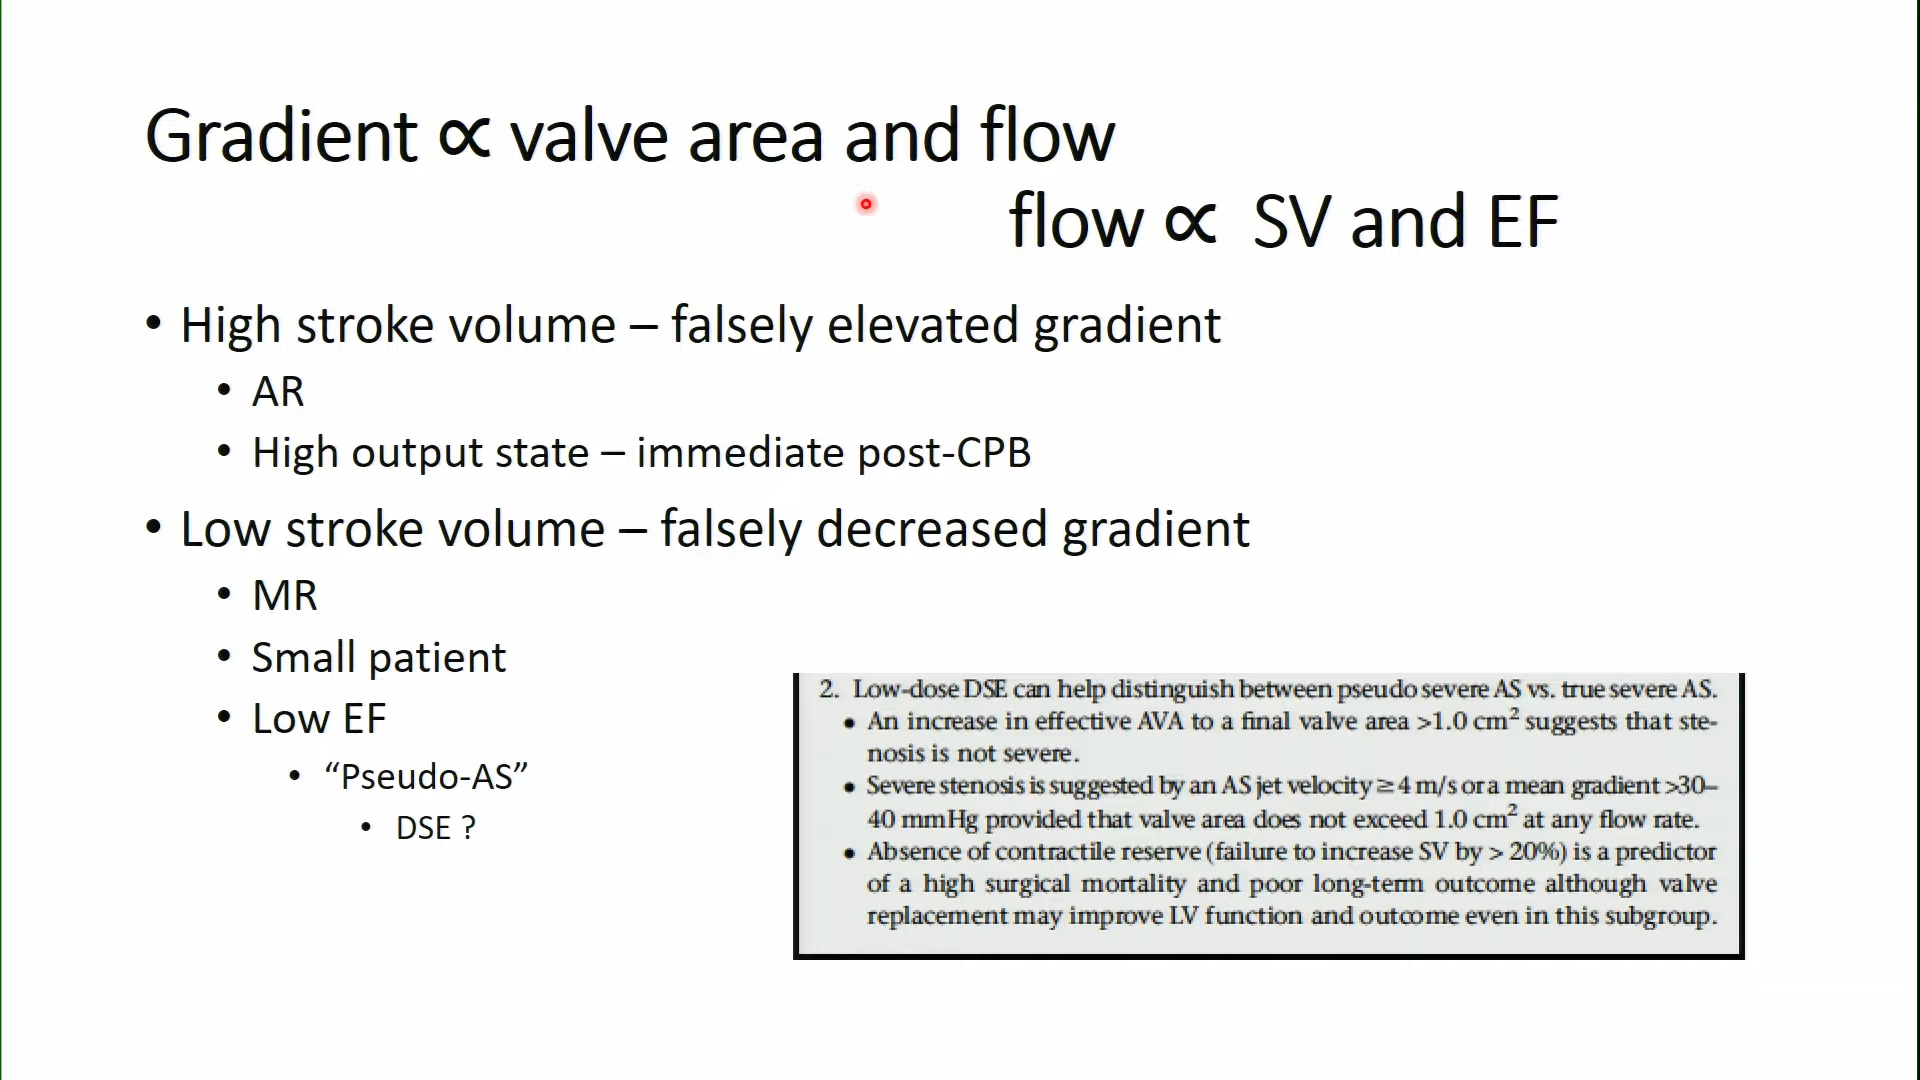 Gradient ∝ valve area and flow
flow ∝ SV and EF
• High stroke volume – falsely elevated gradient
• AR
• High output state – immediate post-CPB
• Low stroke volume – falsely decreased gradient
• MR
• Small patient
• Low EF
• “Pseudo-AS”
• DSE ?
2. Low-dose DSE can help distinguish between pseudo severe AS vs. true severe AS.
• An increase in effective AVA to a final valve area >1.0 cm² suggests that ste-
nosis is not severe.
• Severe stenosis is suggested by an AS jet velocity ≥4 m/s or a mean gradient >30–
40 mmHg provided that valve area does not exceed 1.0 cm² at any flow rate.
• Absence of contractile reserve (failure to increase SV by > 20%) is a predictor
of a high surgical mortality and poor long-term outcome although valve
replacement may improve LV function and outcome even in this subgroup.